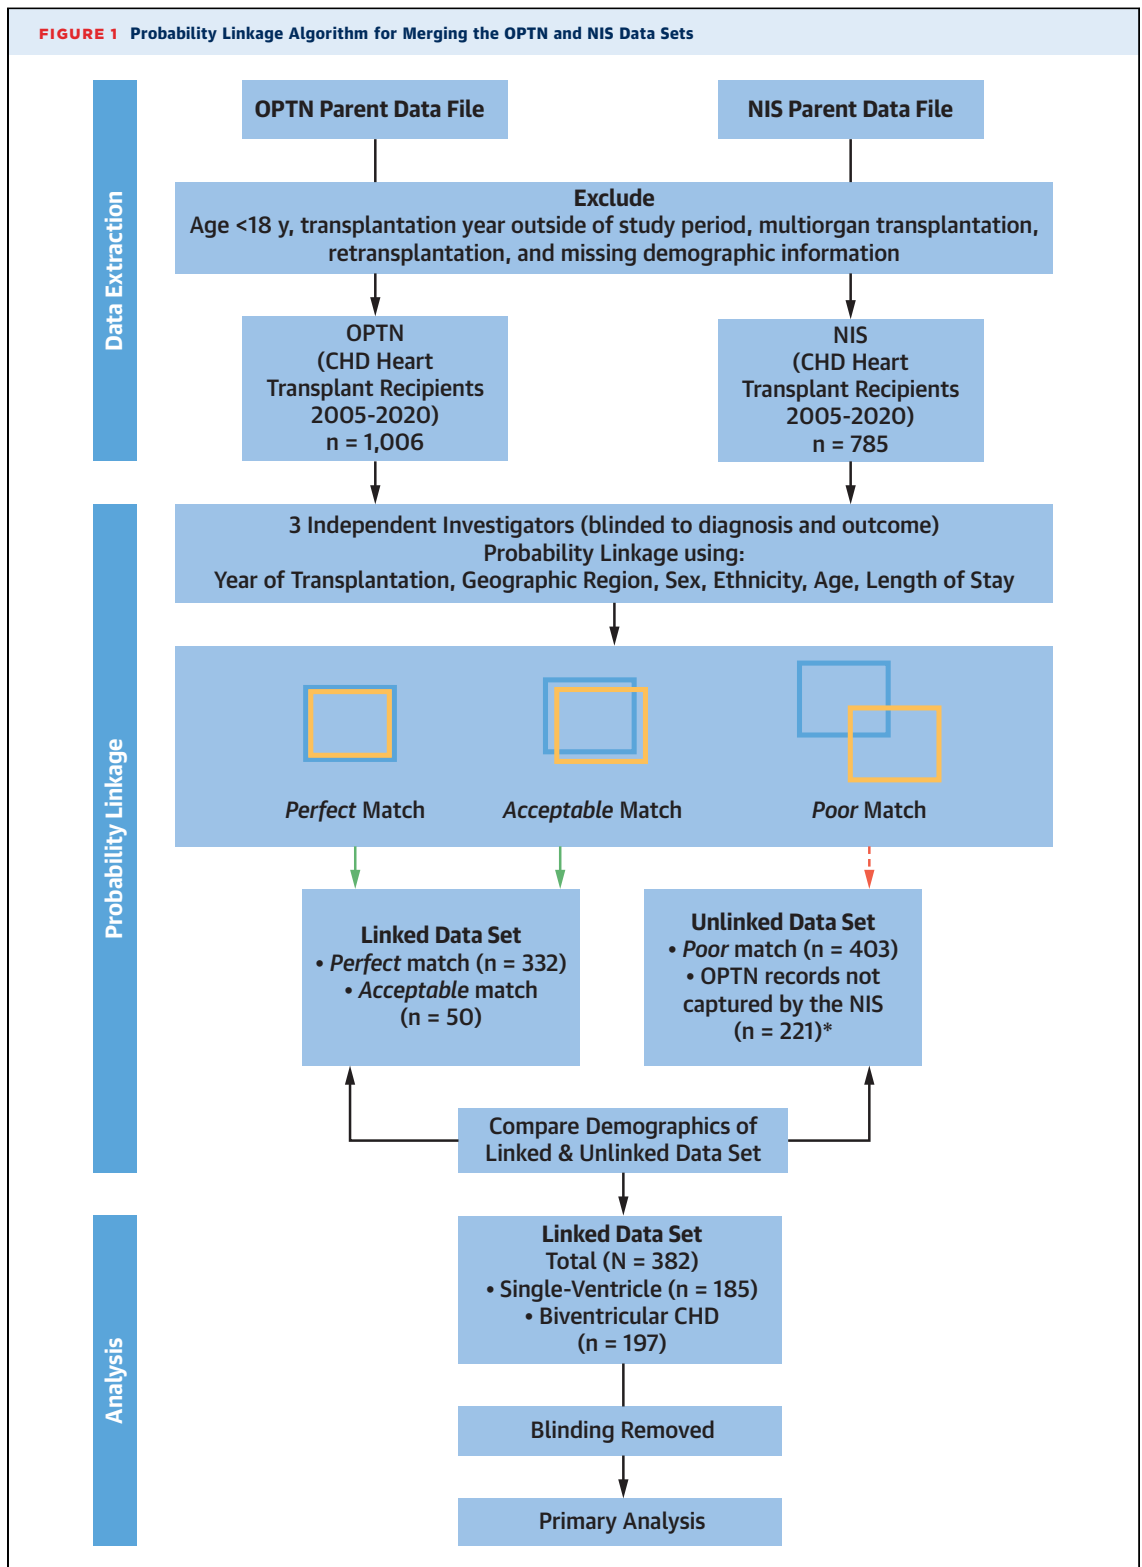 FIGURE 1 Probability Linkage Algorithm for Merging the OPTN and NIS Data Sets
Data Extraction
OPTN Parent Data File
NIS Parent Data File
Exclude
Age <18 y, transplantation year outside of study period, multiorgan transplantation,
retransplantation, and missing demographic information
OPTN
(CHD Heart
Transplant Recipients
2005-2020)
n = 1,006
NIS
(CHD Heart
Transplant Recipients
2005-2020)
n = 785
Probability Linkage
3 Independent Investigators (blinded to diagnosis and outcome)
Probability Linkage using:
Year of Transplantation, Geographic Region, Sex, Ethnicity, Age, Length of Stay
Perfect Match
Acceptable Match
Poor Match
Linked Data Set
• Perfect match (n = 332)
• Acceptable match
(n = 50)
Unlinked Data Set
• Poor match (n = 403)
• OPTN records not
captured by the NIS
(n = 221)*
Compare Demographics of
Linked & Unlinked Data Set
Analysis
Linked Data Set
Total (N = 382)
• Single-Ventricle (n = 185)
• Biventricular CHD
(n = 197)
Blinding Removed
Primary Analysis